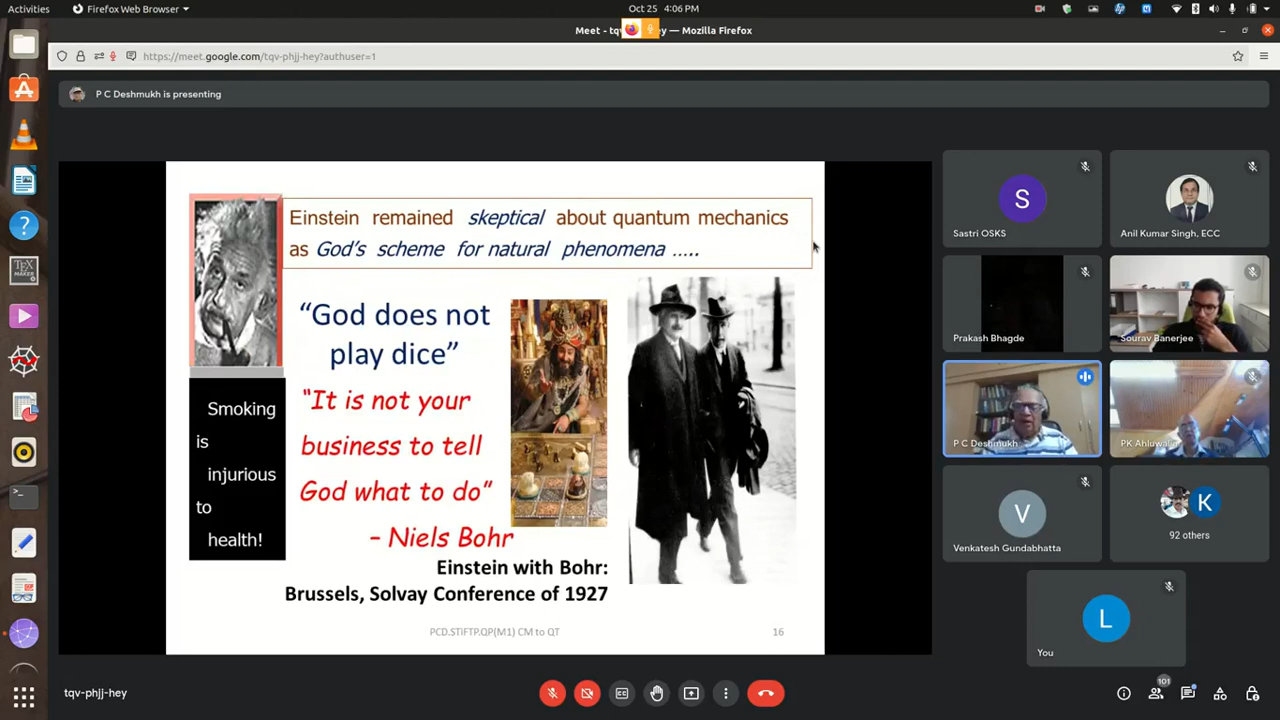 Activities
Firefox Web Browser
Oct 25 4:06 PM
Meet - tq
ey — Mozilla Firefox
https://meet.google.com/tqv-phjj-hey?authuser=1
P C Deshmukh is presenting
Einstein remained skeptical about quantum mechanics
as God's scheme for natural phenomena .....
“God does not
play dice”
“It is not your
business to tell
God what to do”
- Niels Bohr
Smoking
is
injurious
to
health!
Einstein with Bohr:
Brussels, Solvay Conference of 1927
PCD.STiFTP.QP(M1) CM to QT
16
S
Sastri OSKS
Anil Kumar Singh, ECC
Prakash Bhagde
Sourav Banerjee
P C Deshmukh
PK Ahluwalia
V
Venkatesh Gundabhatta
K
92 others
L
You
TEX
MAKER
tqv-phjj-hey
101